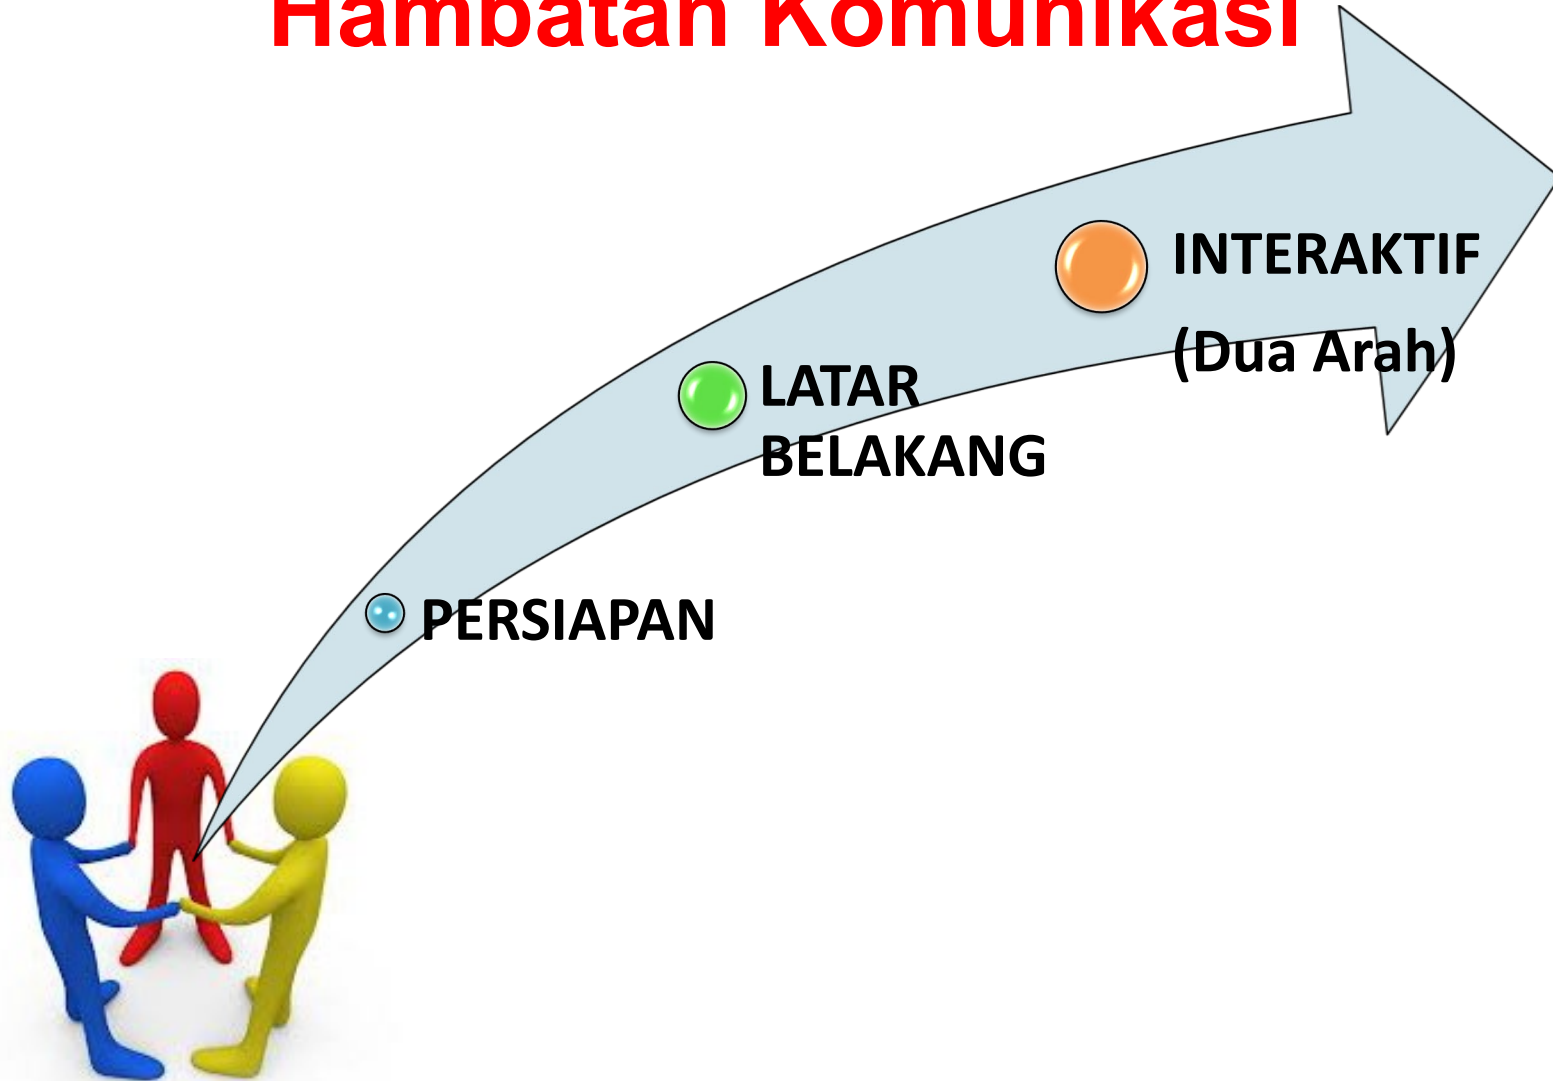 Hambatan Komunikasi
INTERAKTIF
(Dua Arah)
LATAR
BELAKANG
PERSIAPAN